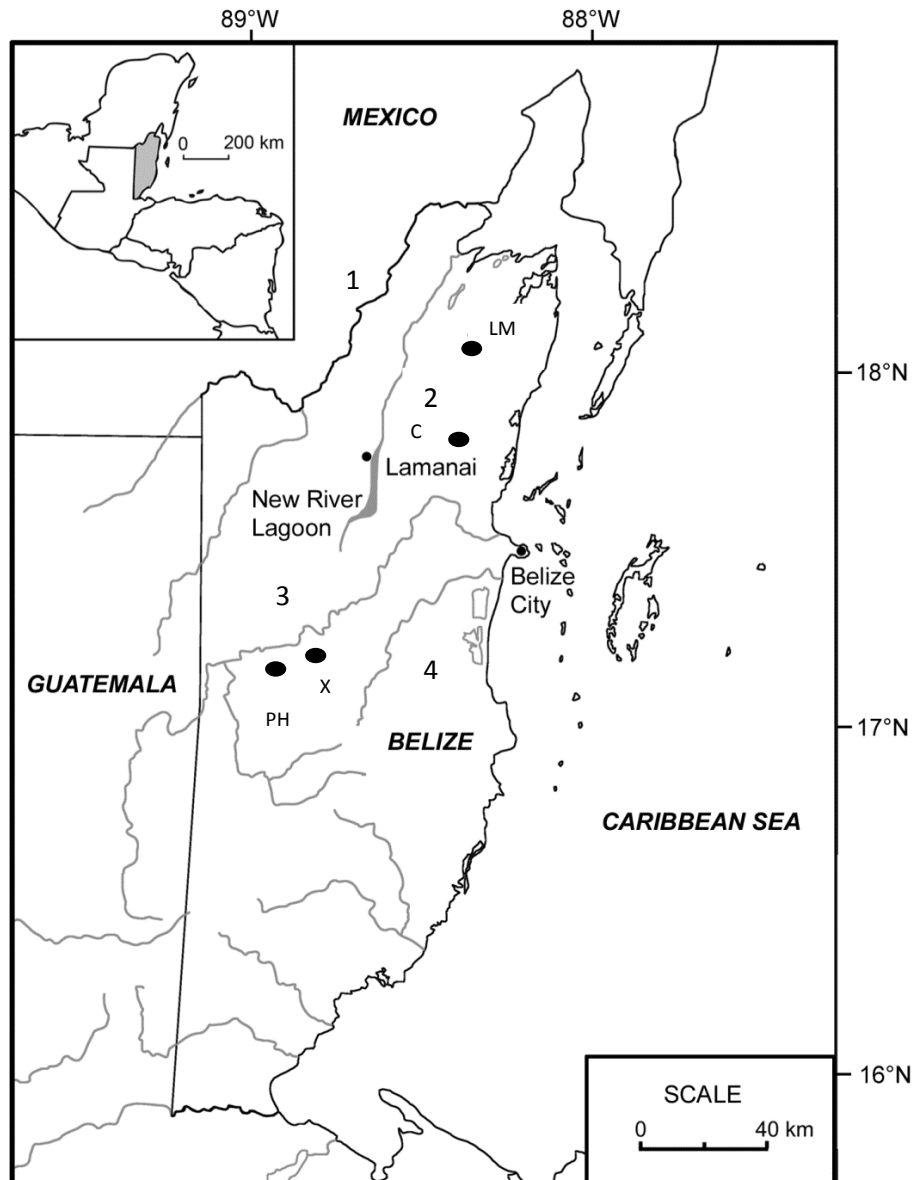 89°W
88°W
MEXICO
0 200 km
1
LM
18°N
2
C
Lamanai
New River
Lagoon
Belize
City
3
GUATEMALA
4
X
PH
17°N
BELIZE
CARIBBEAN SEA
16°N
SCALE
0 40 km